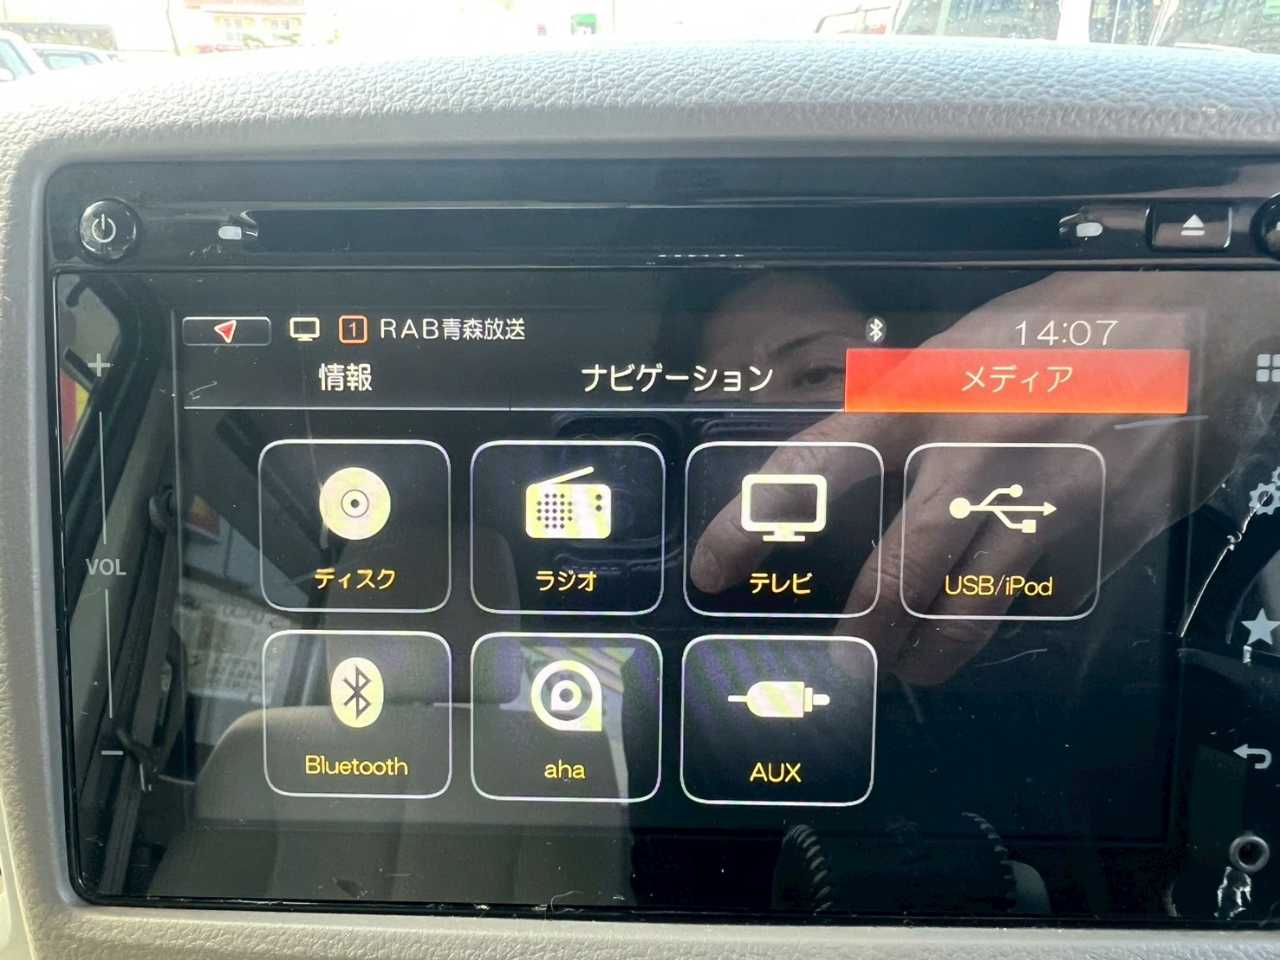 1 RAB青森放送 14:07
情報 ナビゲーション メディア
VOL
ディスク ラジオ テレビ USB/iPod
Bluetooth aha AUX